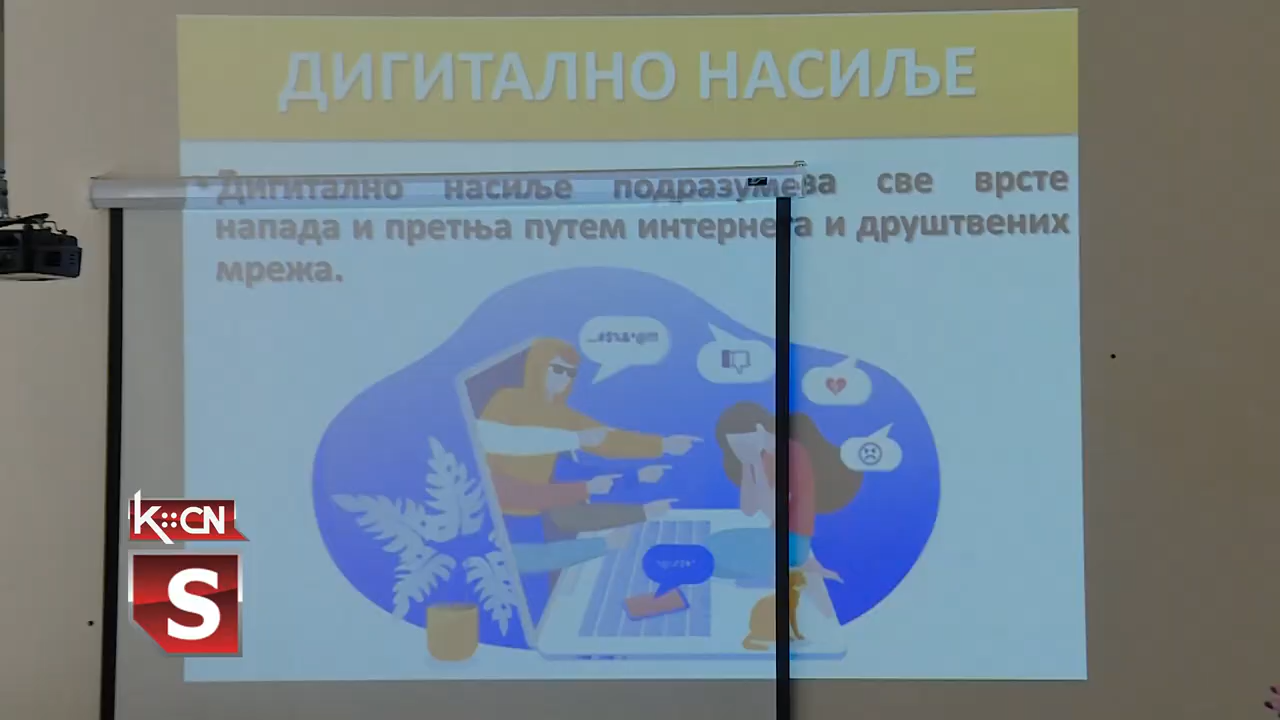 ДИГИТАЛНО НАСИЉЕ
• Дигитално насиље подразумева све врсте
напада и претња путем интернета и друштвених
мрежа.
...#$%&*@!!!
K::CN
S